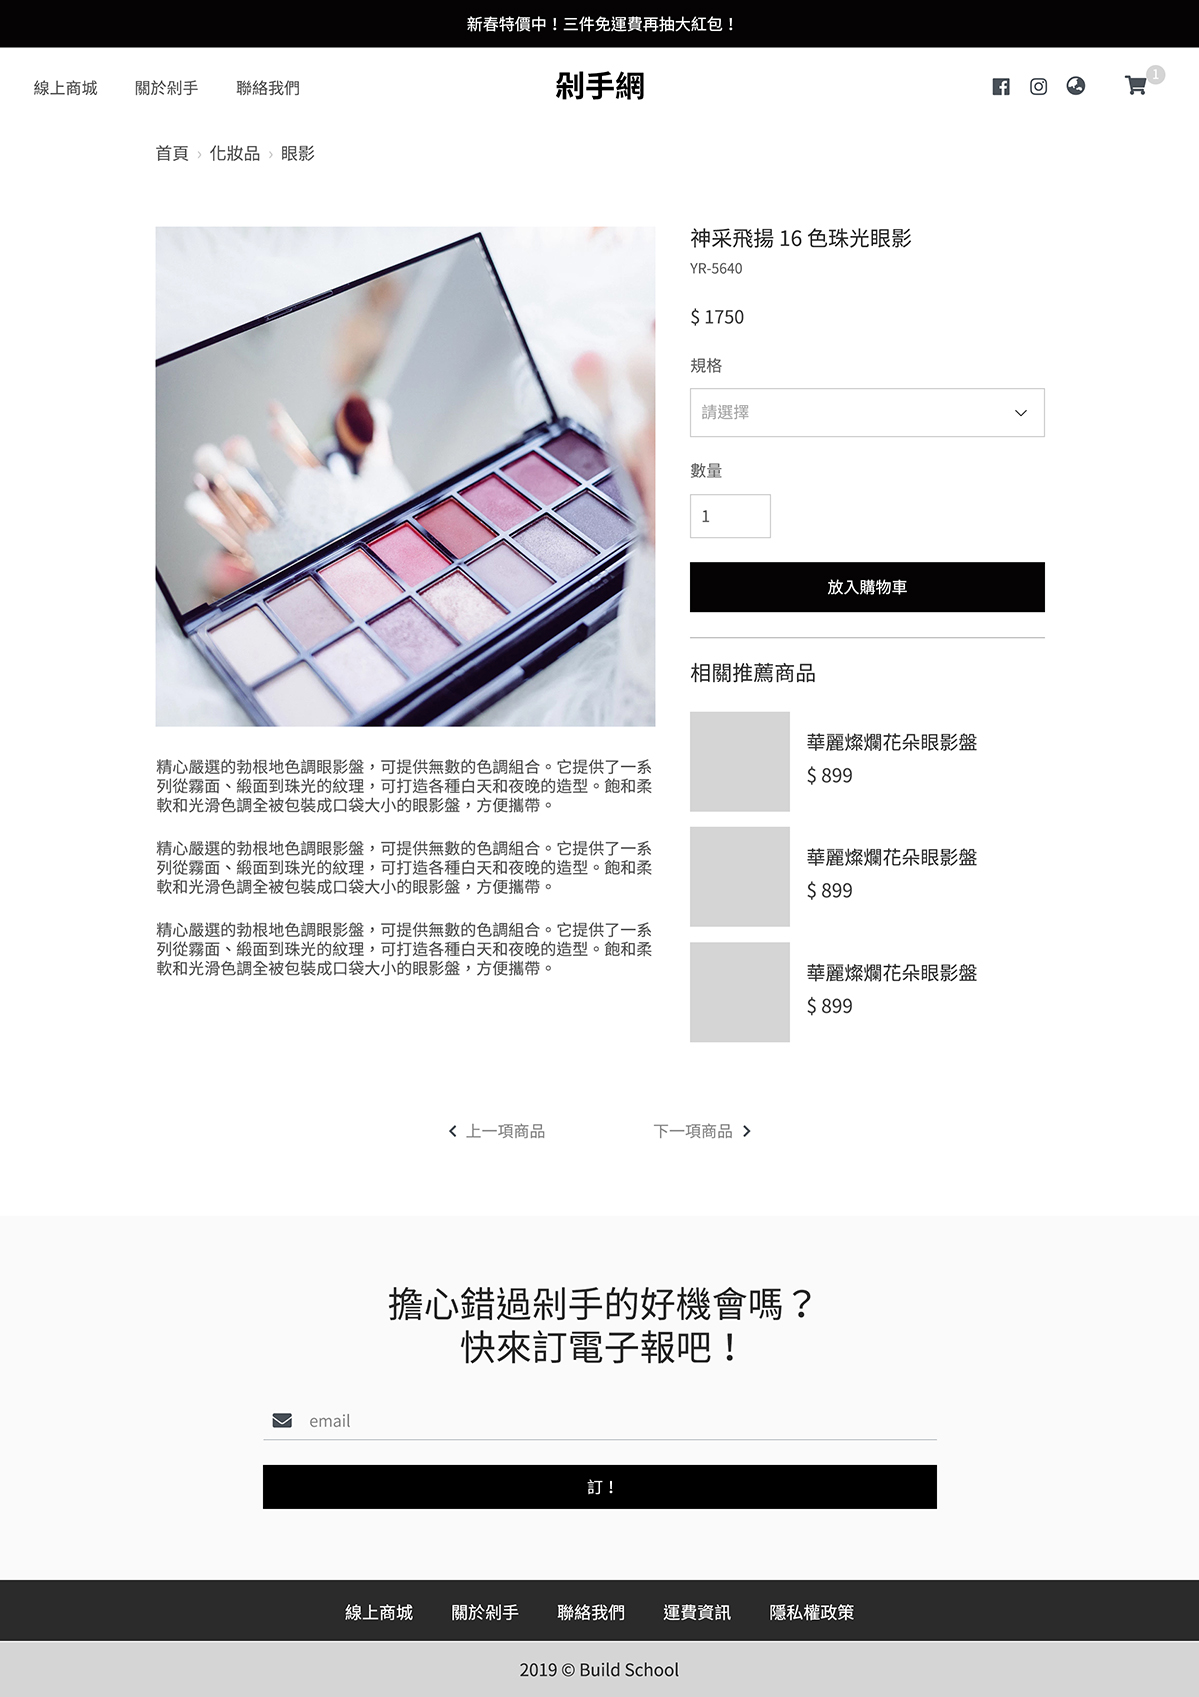 新春特價中！三件免運費再抽大紅包！
線上商城 關於剁手 聯絡我們
剁手網
1
首頁 › 化妝品 › 眼影
神采飛揚 16 色珠光眼影
YR-5640
$ 1750
規格
請選擇
數量
1
放入購物車
相關推薦商品
華麗燦爛花朵眼影盤
$ 899
華麗燦爛花朵眼影盤
$ 899
華麗燦爛花朵眼影盤
$ 899
精心嚴選的勃根地色調眼影盤，可提供無數的色調組合。它提供了一系
列從霧面、緞面到珠光的紋理，可打造各種白天和夜晚的造型。飽和柔
軟和光滑色調全被包裝成口袋大小的眼影盤，方便攜帶。
精心嚴選的勃根地色調眼影盤，可提供無數的色調組合。它提供了一系
列從霧面、緞面到珠光的紋理，可打造各種白天和夜晚的造型。飽和柔
軟和光滑色調全被包裝成口袋大小的眼影盤，方便攜帶。
精心嚴選的勃根地色調眼影盤，可提供無數的色調組合。它提供了一系
列從霧面、緞面到珠光的紋理，可打造各種白天和夜晚的造型。飽和柔
軟和光滑色調全被包裝成口袋大小的眼影盤，方便攜帶。
上一項商品 下一項商品
擔心錯過剁手的好機會嗎？
快來訂電子報吧！
email
訂！
線上商城 關於剁手 聯絡我們 運費資訊 隱私權政策
2019 © Build School